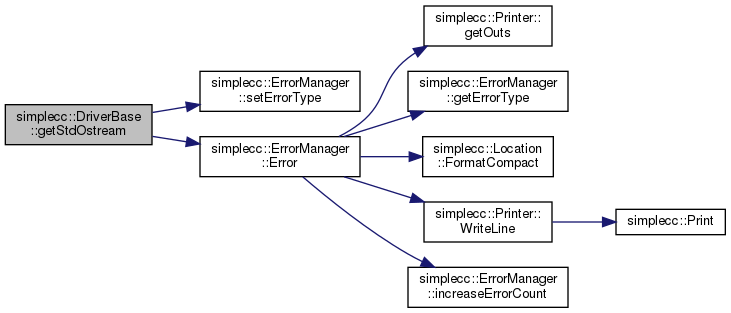 simplecc::DriverBase
::getStdOstream
simplecc::ErrorManager
::setErrorType
simplecc::ErrorManager
::Error
simplecc::Printer::
getOuts
simplecc::ErrorManager
::getErrorType
simplecc::Location
::FormatCompact
simplecc::Printer::
WriteLine
simplecc::ErrorManager
::increaseErrorCount
simplecc::Print